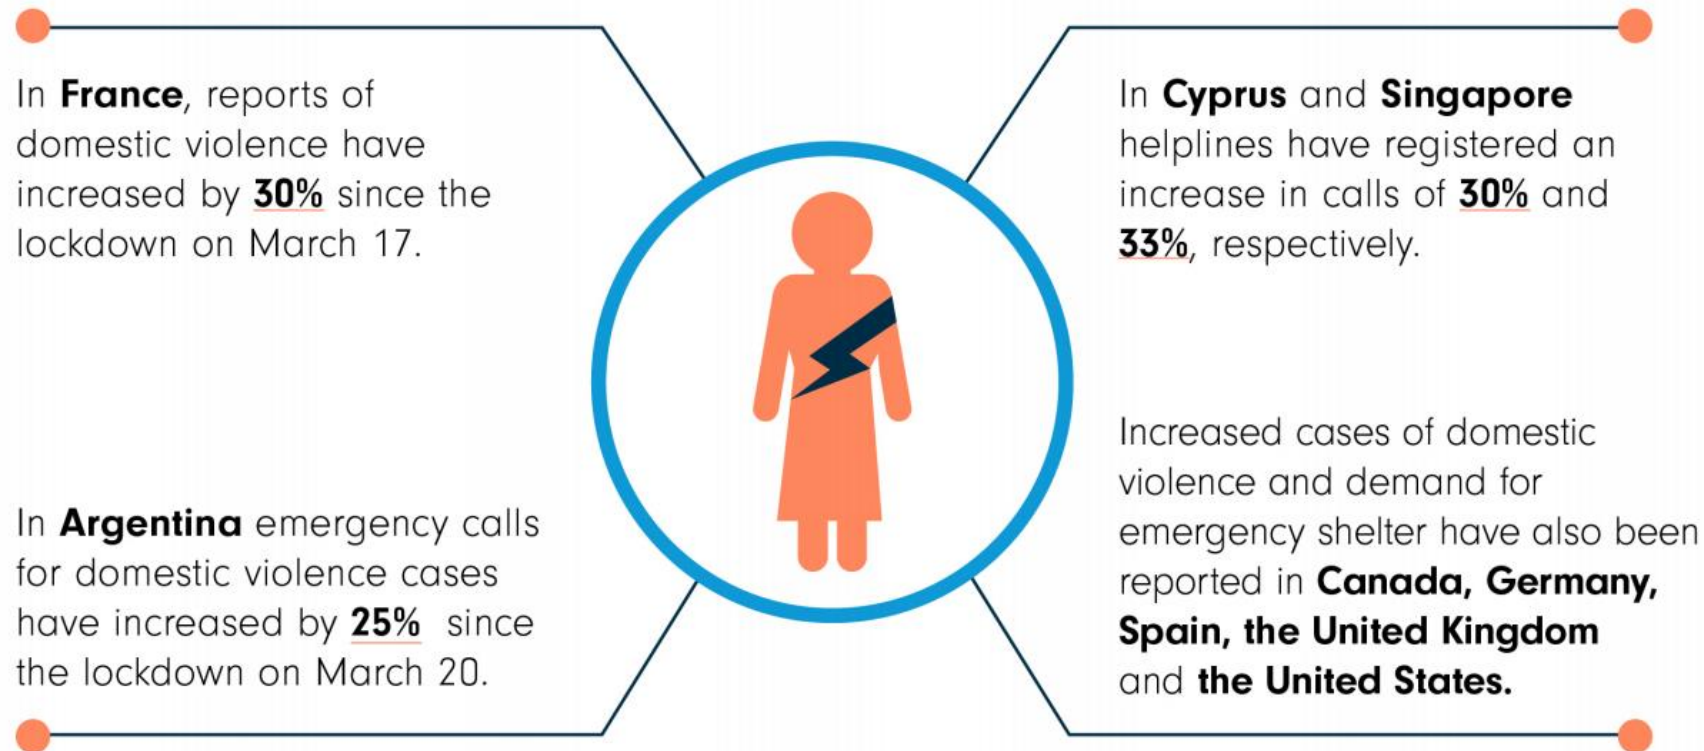 In France, reports of
domestic violence have
increased by 30% since the
lockdown on March 17.
In Cyprus and Singapore
helplines have registered an
increase in calls of 30% and
33%, respectively.
In Argentina emergency calls
for domestic violence cases
have increased by 25% since
the lockdown on March 20.
Increased cases of domestic
violence and demand for
emergency shelter have also been
reported in Canada, Germany,
Spain, the United Kingdom
and the United States.